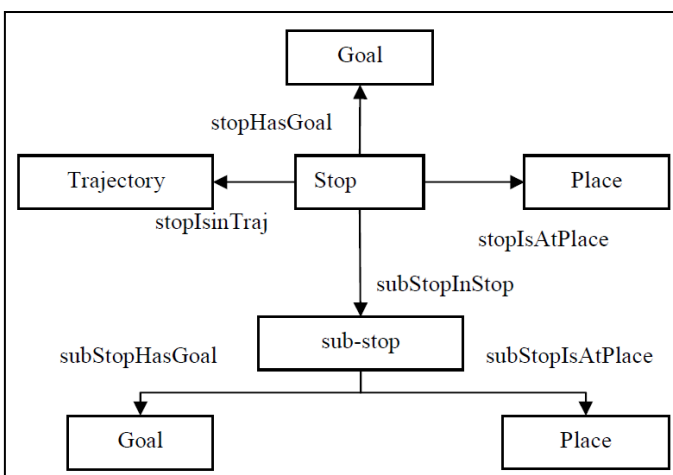 Goal
stopHasGoal
Trajectory
Stop
Place
stopIsinTraj
stopIsAtPlace
subStopInStop
sub-stop
subStopHasGoal
subStopIsAtPlace
Goal
Place